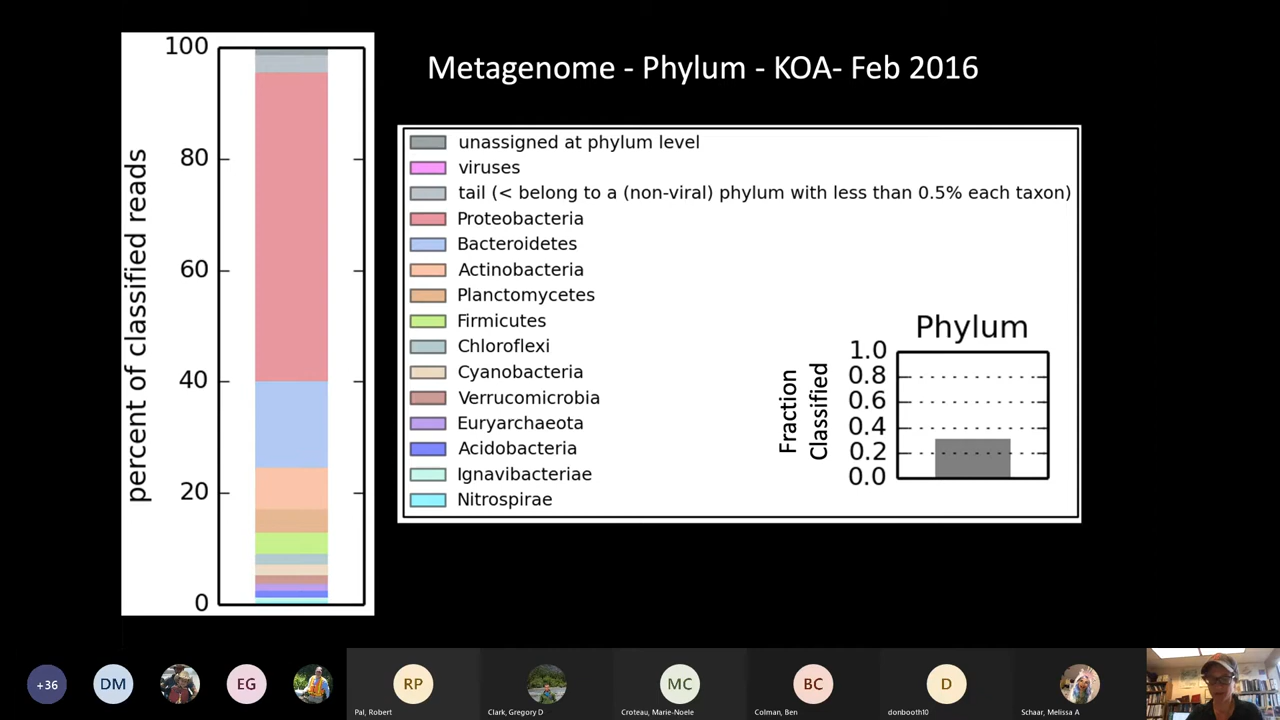 Metagenome - Phylum - KOA- Feb 2016
percent of classified reads
100
80
60
40
20
0
unassigned at phylum level
viruses
tail (< belong to a (non-viral) phylum with less than 0.5% each taxon)
Proteobacteria
Bacteroidetes
Actinobacteria
Planctomycetes
Firmicutes
Chloroflexi
Cyanobacteria
Verrucomicrobia
Euryarchaeota
Acidobacteria
Ignavibacteriae
Nitrospirae
Phylum
Fraction
Classified
1.0
0.8
0.6
0.4
0.2
0.0
+36
DM
EG
RP
MC
BC
D
Pal, Robert
Clark, Gregory D
Croteau, Marie-Noele
Colman, Ben
donbooth10
Schaar, Melissa A